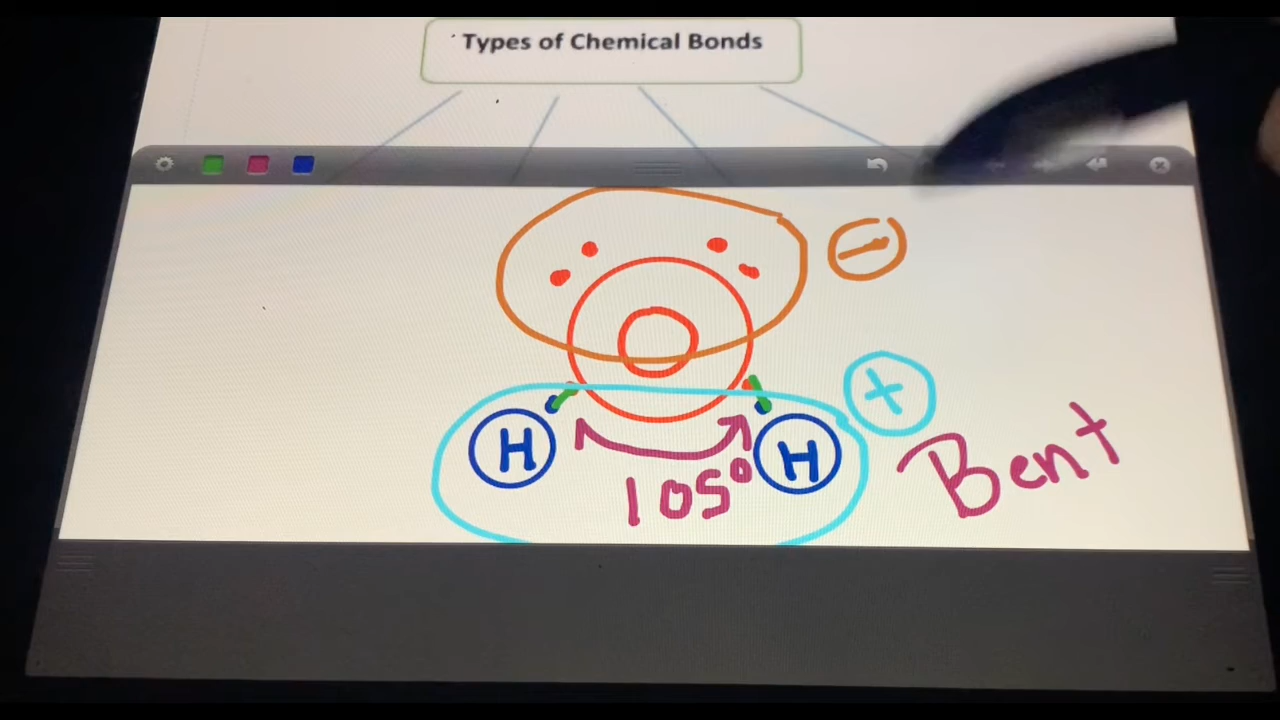 Types of Chemical Bonds
−
+
H
H
105°
Bent